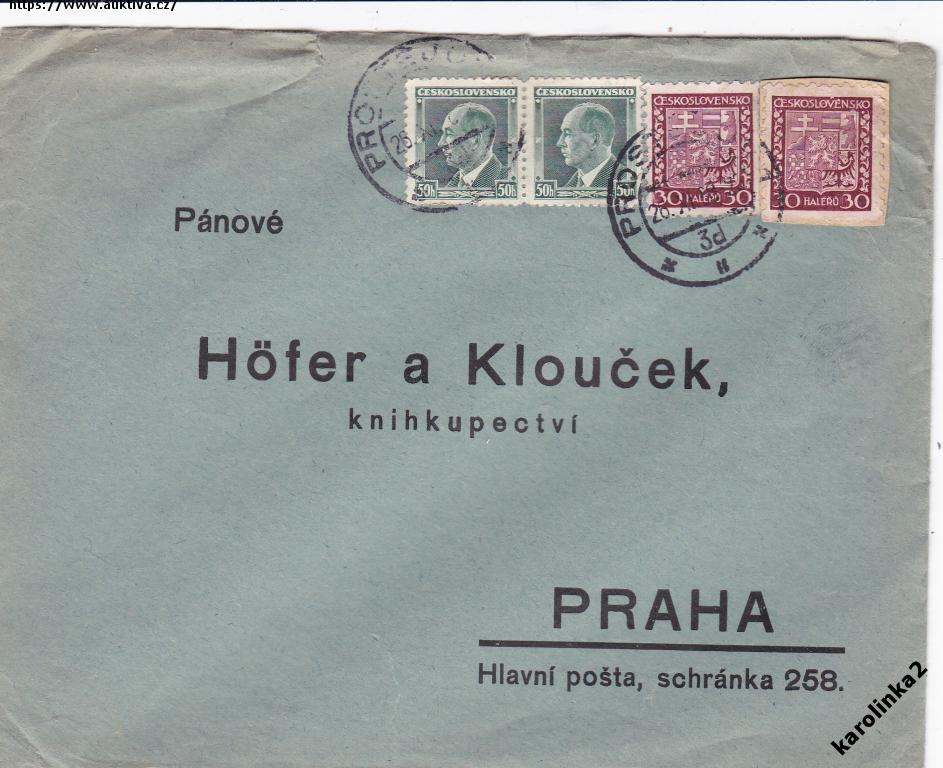 https://www.auktiva.cz/
ČESKOSLOVENSKO ČESKOSLOVENSKO ČESKOSLOVENSKO ČESKOSLOVENSKO
50h 50h 50h 50h
30 HALÉŘŮ 30 30 HALÉŘŮ 30
3d
Pánové
Höfer a Klouček,
knihkupectví
PRAHA
Hlavní pošta, schránka 258.
karolinka2